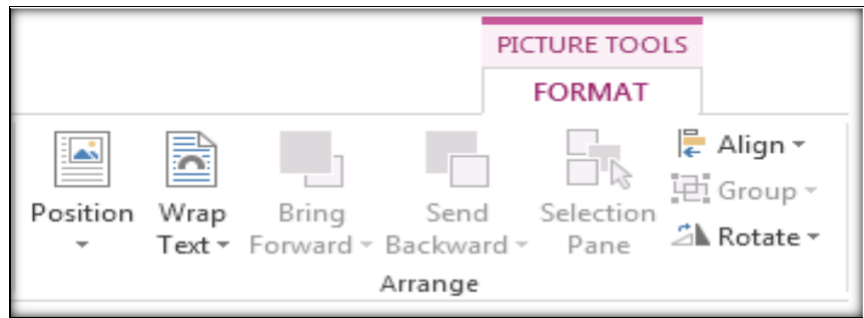 PICTURE TOOLS
FORMAT
Position
Wrap
Text
Bring
Forward
Send
Backward
Selection
Pane
Align
Group
Rotate
Arrange